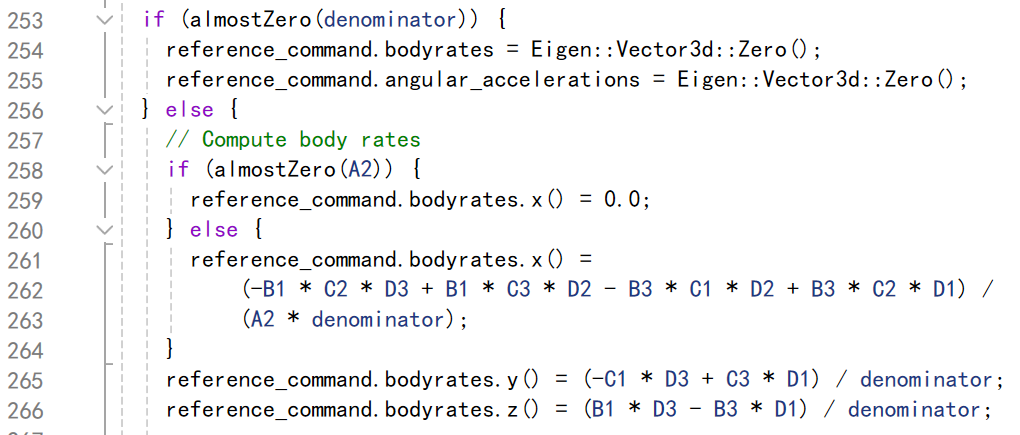 253 if (almostZero(denominator)) {
254 reference_command.bodyrates = Eigen::Vector3d::Zero();
255 reference_command.angular_accelerations = Eigen::Vector3d::Zero();
256 } else {
257 // Compute body rates
258 if (almostZero(A2)) {
259 reference_command.bodyrates.x() = 0.0;
260 } else {
261 reference_command.bodyrates.x() =
262 (-B1 * C2 * D3 + B1 * C3 * D2 - B3 * C1 * D2 + B3 * C2 * D1) /
263 (A2 * denominator);
264 }
265 reference_command.bodyrates.y() = (-C1 * D3 + C3 * D1) / denominator;
266 reference_command.bodyrates.z() = (B1 * D3 - B3 * D1) / denominator;